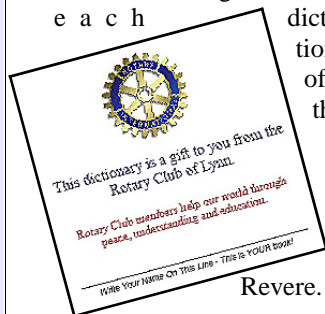 e a c h
dict
tion
of
th
ROTARY
INTERNATIONAL
This dictionary is a gift to you from the
Rotary Club of Lynn.
Rotary Club members help our world through
peace, understanding and education.
Write Your Name On This Line - This is YOUR book!
Revere.